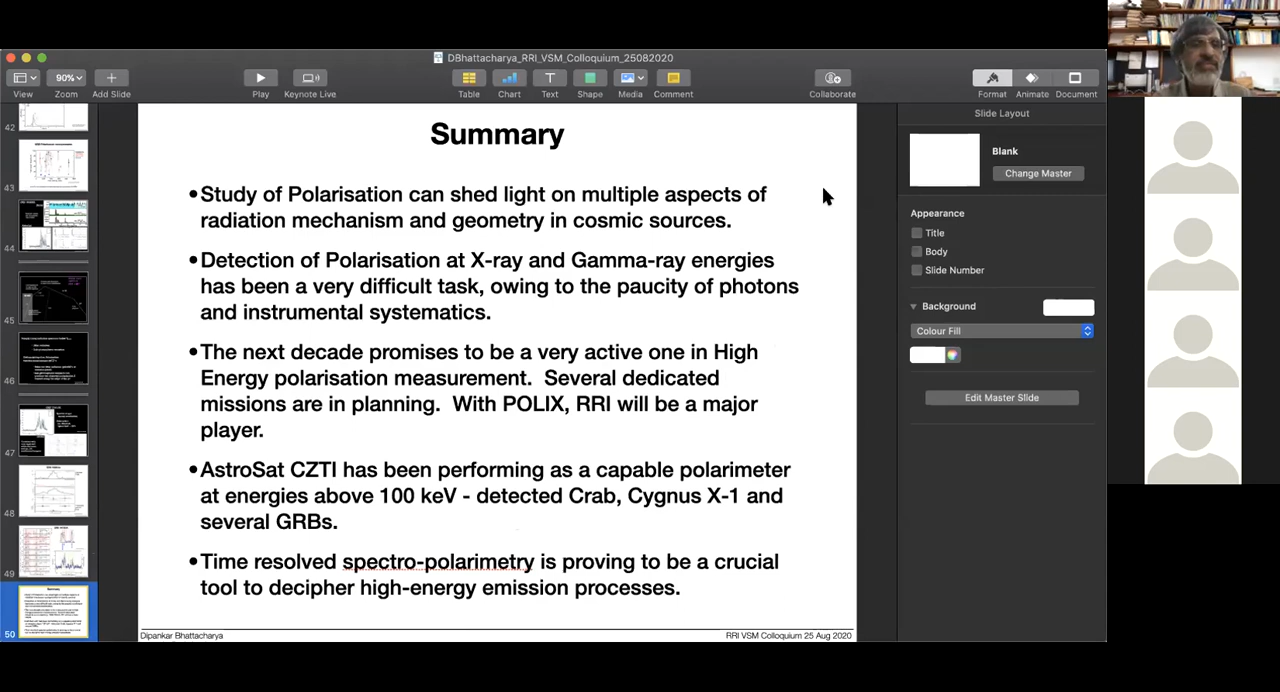 DBhattacharya_RRI_VSM_Colloquium_25082020
90%
View
Zoom
Add Slide
Play
Keynote Live
Table
Chart
Text
Shape
Media
Comment
Collaborate
Format
Animate
Document
42
43
44
45
46
47
48
49
50
Summary
•Study of Polarisation can shed light on multiple aspects of
radiation mechanism and geometry in cosmic sources.
•Detection of Polarisation at X-ray and Gamma-ray energies
has been a very difficult task, owing to the paucity of photons
and instrumental systematics.
•The next decade promises to be a very active one in High
Energy polarisation measurement. Several dedicated
missions are in planning. With POLIX, RRI will be a major
player.
•AstroSat CZTI has been performing as a capable polarimeter
at energies above 100 keV - detected Crab, Cygnus X-1 and
several GRBs.
•Time resolved spectro-polarimetry is proving to be a crucial
tool to decipher high-energy emission processes.
Dipankar Bhattacharya
RRI VSM Colloquium 25 Aug 2020
Slide Layout
Blank
Change Master
Appearance
Title
Body
Slide Number
Background
Colour Fill
Edit Master Slide